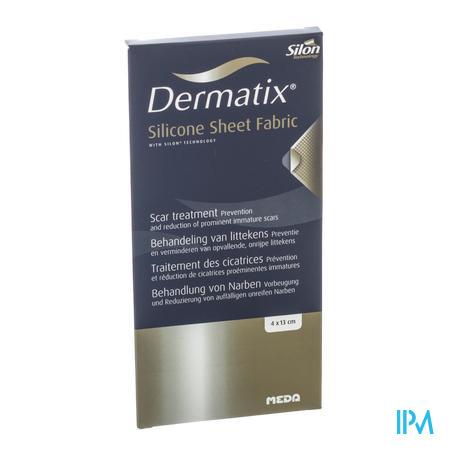 Silon
Technology
Dermatix®
Silicone Sheet Fabric
WITH SILON® TECHNOLOGY
Scar treatment Prevention
and reduction of prominent immature scars
Behandeling van littekens Preventie
en verminderen van opvallende, onrijpe littekens
Traitement des cicatrices Prévention
et réduction de cicatrices proéminentes immatures
Behandlung von Narben Vorbeugung
und Reduzierung von auffälligen unreifen Narben
4 x 13 cm
MEDA
IPM